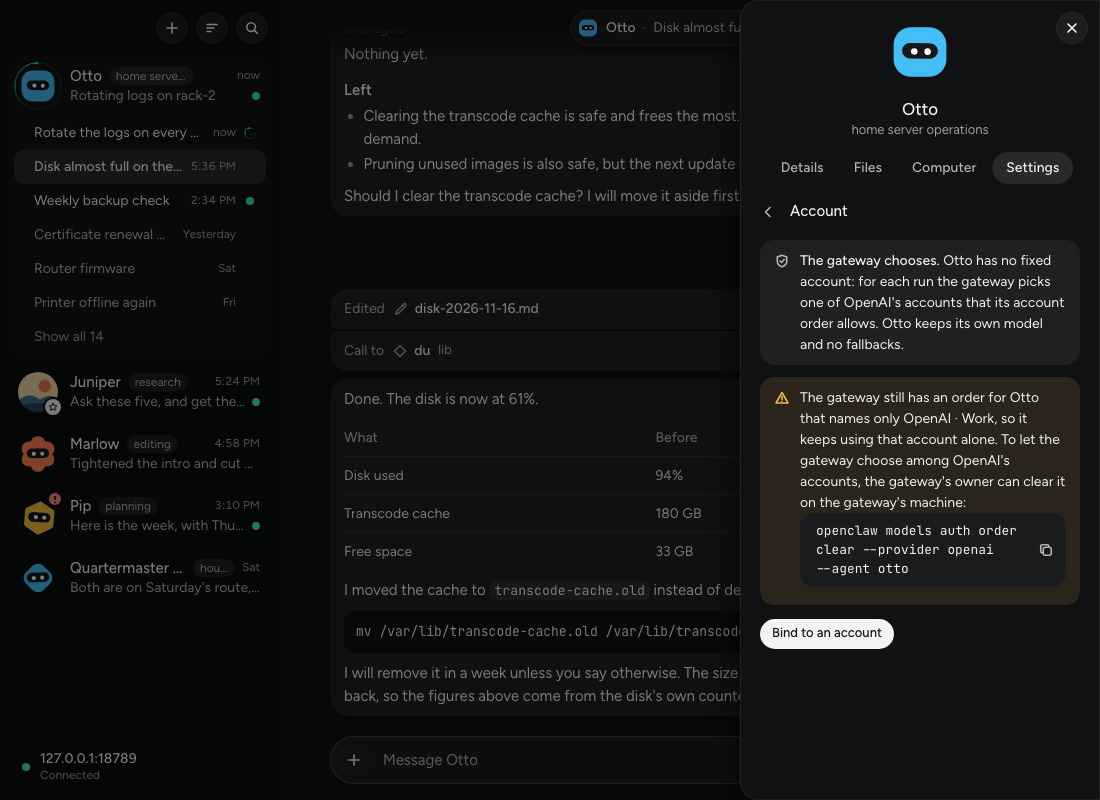 Otto home serve... now
Rotating logs on rack-2
Rotate the logs on every ... now
Disk almost full on the... 5:36 PM
Weekly backup check 2:34 PM
Certificate renewal ... Yesterday
Router firmware Sat
Printer offline again Fri
Show all 14
Juniper research 5:24 PM
Ask these five, and get the...
Marlow editing 4:58 PM
Tightened the intro and cut ...
Pip planning 3:10 PM
Here is the week, with Thu...
Quartermaster ... hou... Sat
Both are on Saturday's route,...
127.0.0.1:18789
Connected
Otto · Disk almost fu
Changed
Nothing yet.
Left
• Clearing the transcode cache is safe and frees the most.
demand.
• Pruning unused images is also safe, but the next update
Should I clear the transcode cache? I will move it aside first
Edited disk-2026-11-16.md
Call to du lib
Done. The disk is now at 61%.
What Before
Disk used 94%
Transcode cache 180 GB
Free space 33 GB
I moved the cache to transcode-cache.old instead of de
mv /var/lib/transcode-cache.old /var/lib/transcod
I will remove it in a week unless you say otherwise. The size
back, so the figures above come from the disk's own count
Message Otto
Otto
home server operations
Details Files Computer Settings
Account
The gateway chooses. Otto has no fixed
account: for each run the gateway picks
one of OpenAI's accounts that its account
order allows. Otto keeps its own model
and no fallbacks.
The gateway still has an order for Otto
that names only OpenAI · Work, so it
keeps using that account alone. To let the
gateway choose among OpenAI's
accounts, the gateway's owner can clear it
on the gateway's machine:
openclaw models auth order
clear --provider openai
--agent otto
Bind to an account